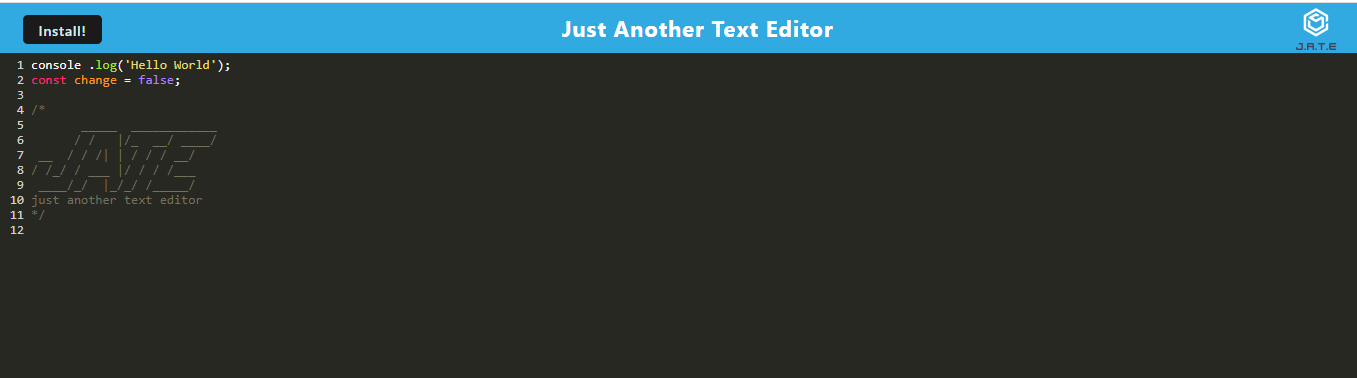 Install!
Just Another Text Editor
J.A.T.E
1 console .log('Hello World');
2 const change = false;
3
4 /*
5        _____  ____________
6       / /   |/_  __/ ____/
7  __  / / /| | / / / __/
8 / /_/ / ___ |/ / / /___
9  ____/_/  |_/_/ /_____/
10 just another text editor
11 */
12